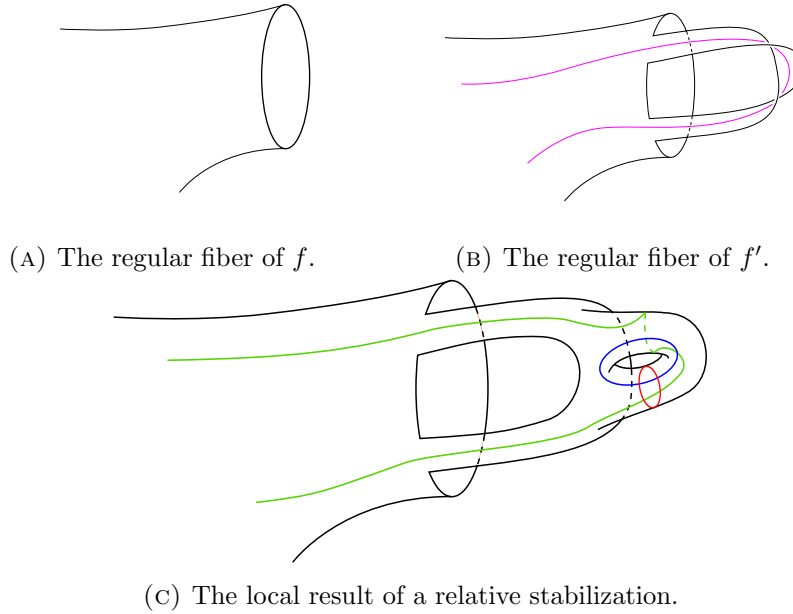 (A) The regular fiber of f.
(B) The regular fiber of f′.
(C) The local result of a relative stabilization.